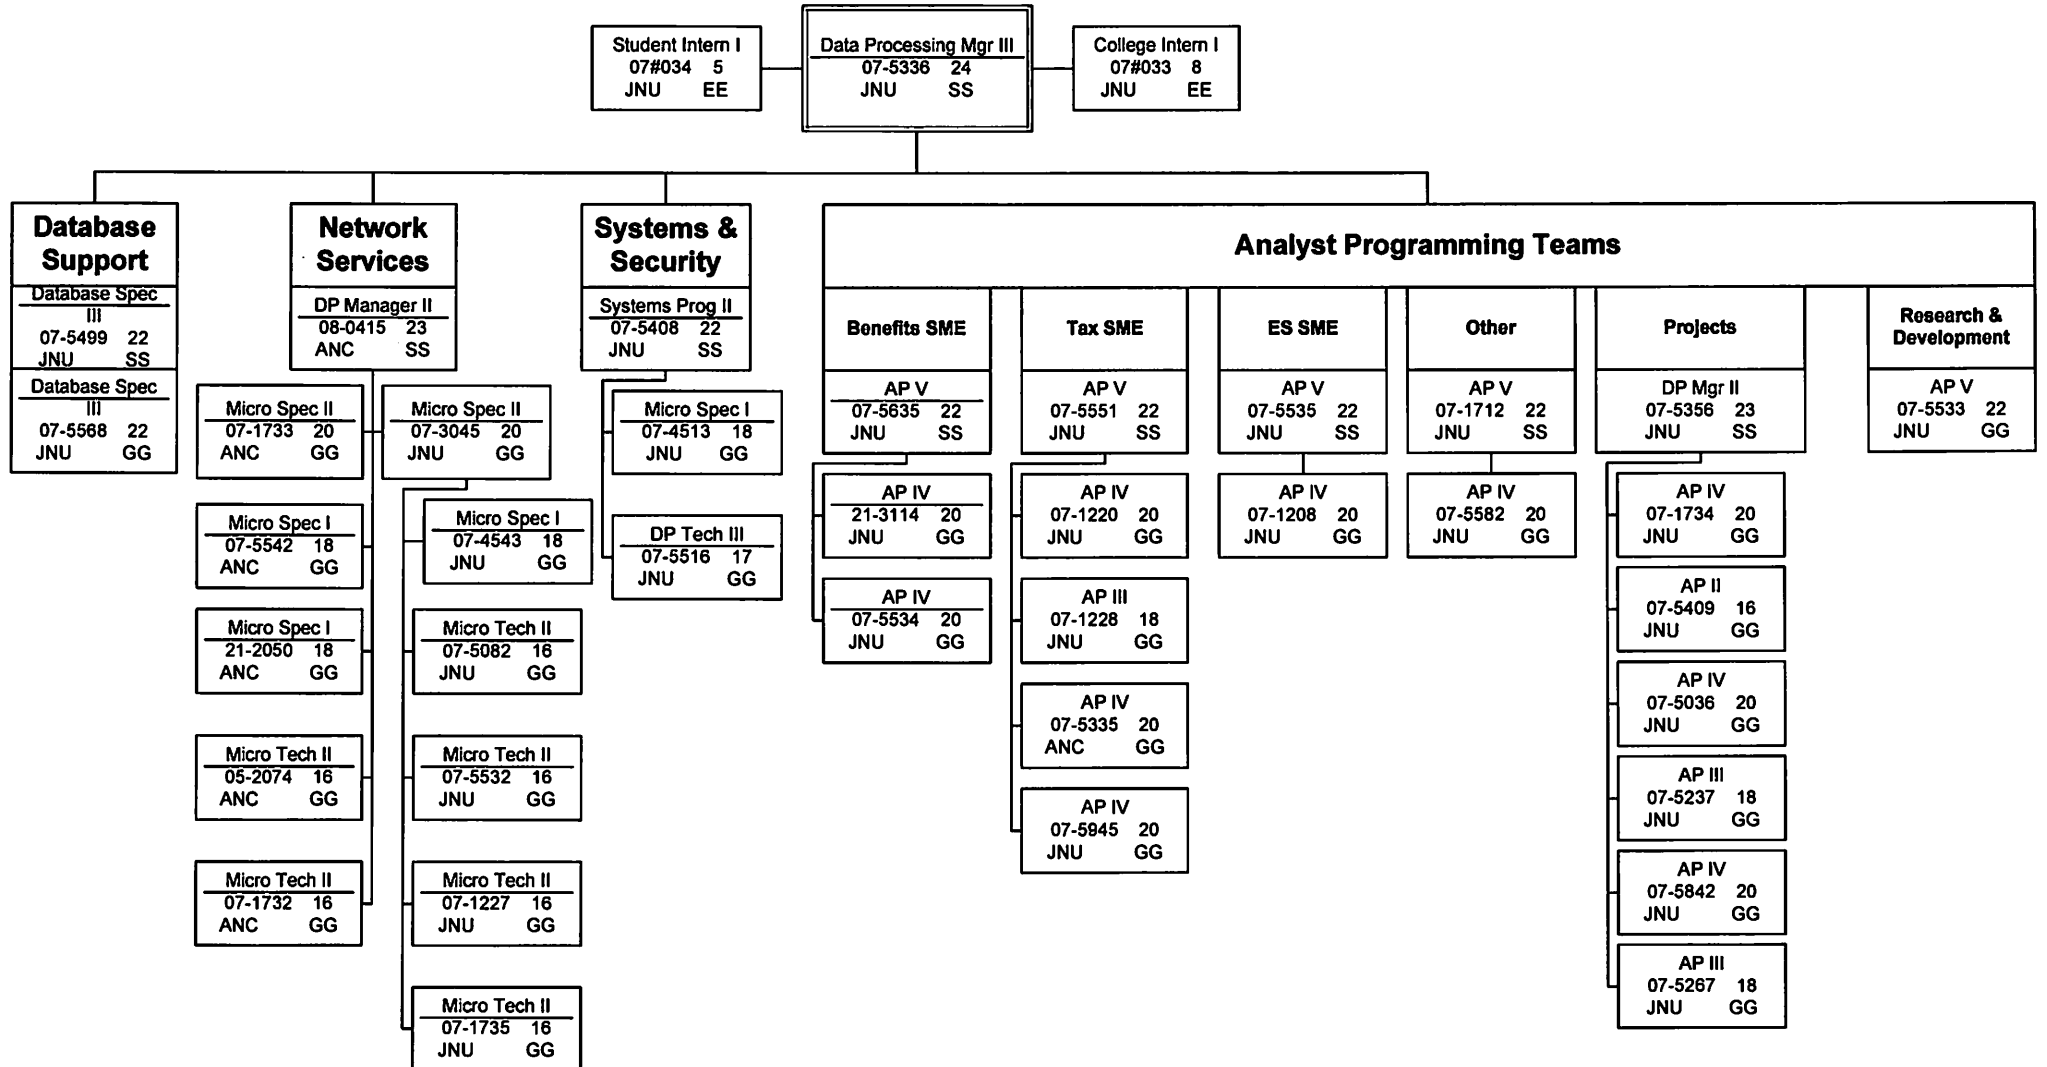 Student Intern I
07#034 5
JNU EE
Data Processing Mgr III
07-5336 24
JNU SS
College Intern I
07#033 8
JNU EE
Database
Support
Database Spec
III
07-5499 22
JNU SS
Database Spec
III
07-5568 22
JNU GG
Network
Services
DP Manager II
08-0415 23
ANC SS
Micro Spec II
07-1733 20
ANC GG
Micro Spec I
07-5542 18
ANC GG
Micro Spec I
21-2050 18
ANC GG
Micro Tech II
05-2074 16
ANC GG
Micro Tech II
07-1732 16
ANC GG
Micro Spec II
07-3045 20
JNU GG
Micro Spec I
07-4543 18
JNU GG
Micro Tech II
07-5082 16
JNU GG
Micro Tech II
07-5532 16
JNU GG
Micro Tech II
07-1227 16
JNU GG
Micro Tech II
07-1735 16
JNU GG
Systems &
Security
Systems Prog II
07-5408 22
JNU SS
Micro Spec I
07-4513 18
JNU GG
DP Tech III
07-5516 17
JNU GG
Analyst Programming Teams
Benefits SME
AP V
07-5635 22
JNU SS
AP IV
21-3114 20
JNU GG
AP IV
07-5534 20
JNU GG
Tax SME
AP V
07-5551 22
JNU SS
AP IV
07-1220 20
JNU GG
AP III
07-1228 18
JNU GG
AP IV
07-5335 20
ANC GG
AP IV
07-5945 20
JNU GG
ES SME
AP V
07-5535 22
JNU SS
AP IV
07-1208 20
JNU GG
Other
AP V
07-1712 22
JNU SS
AP IV
07-5582 20
JNU GG
Projects
DP Mgr II
07-5356 23
JNU SS
AP IV
07-1734 20
JNU GG
AP II
07-5409 16
JNU GG
AP IV
07-5036 20
JNU GG
AP III
07-5237 18
JNU GG
AP IV
07-5842 20
JNU GG
AP III
07-5267 18
JNU GG
Research &
Development
AP V
07-5533 22
JNU GG